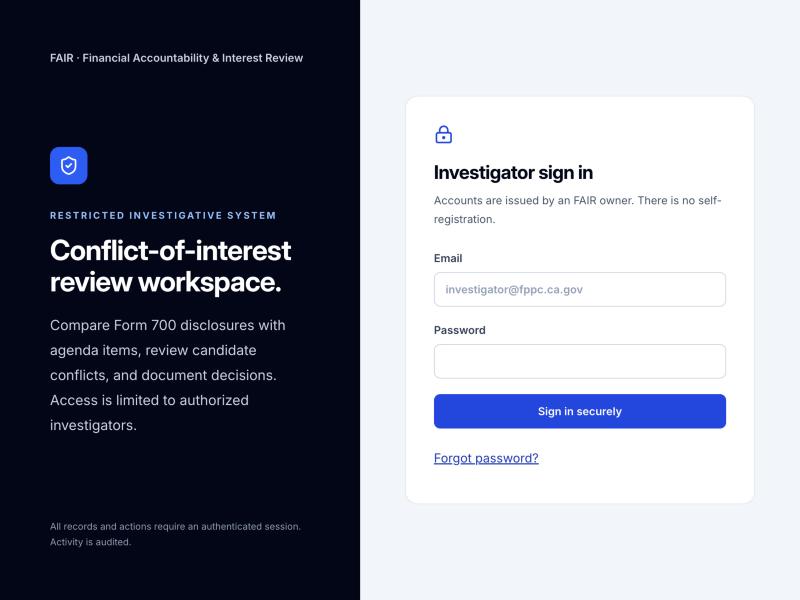 FAIR · Financial Accountability & Interest Review
RESTRICTED INVESTIGATIVE SYSTEM
Conflict-of-interest
review workspace.
Compare Form 700 disclosures with
agenda items, review candidate
conflicts, and document decisions.
Access is limited to authorized
investigators.
All records and actions require an authenticated session.
Activity is audited.
Investigator sign in
Accounts are issued by an FAIR owner. There is no self-
registration.
Email
investigator@fppc.ca.gov
Password
Sign in securely
Forgot password?